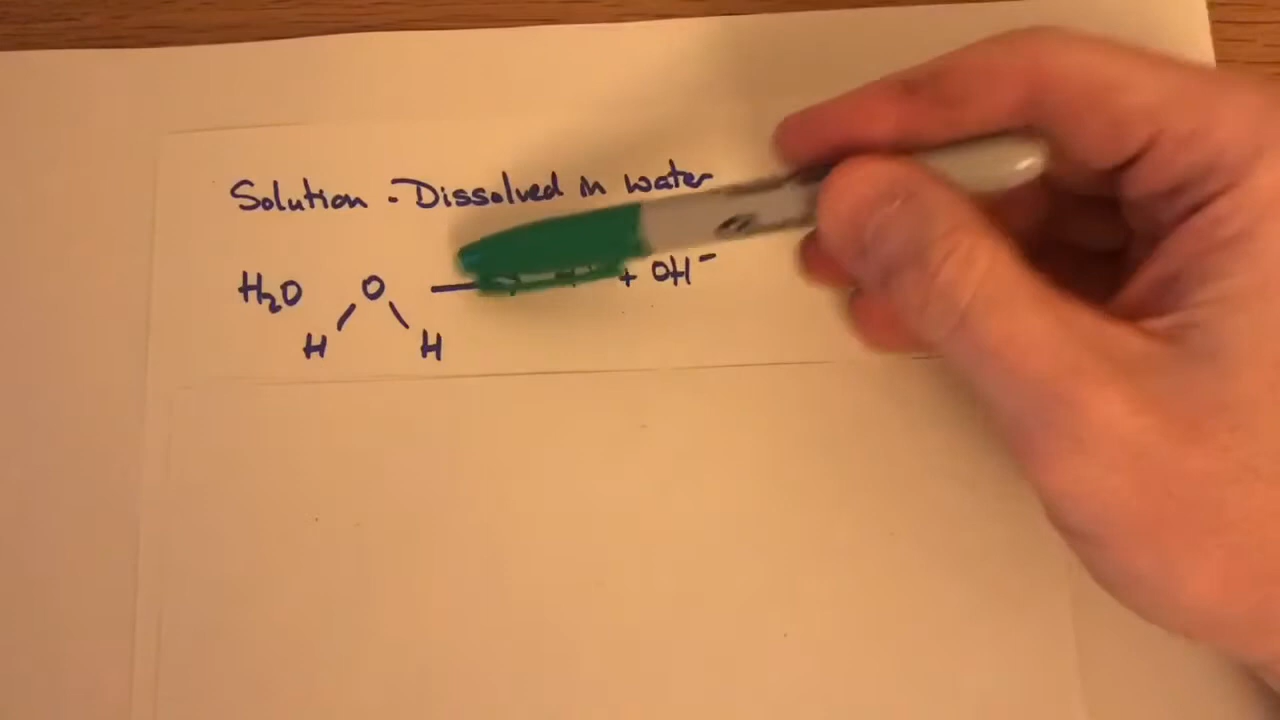 Solution - Dissolved in water
H₂O O + OH⁻
H H